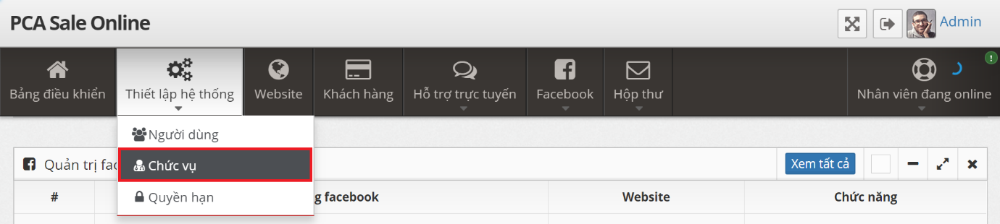 PCA Sale Online
Admin
Bảng điều khiển
Thiết lập hệ thống
Website
Khách hàng
Hỗ trợ trực tuyến
Facebook
Hộp thư
Nhân viên đang online
Người dùng
Chức vụ
Quyền hạn
Quản trị fac
Xem tất cả
#
g facebook
Website
Chức năng